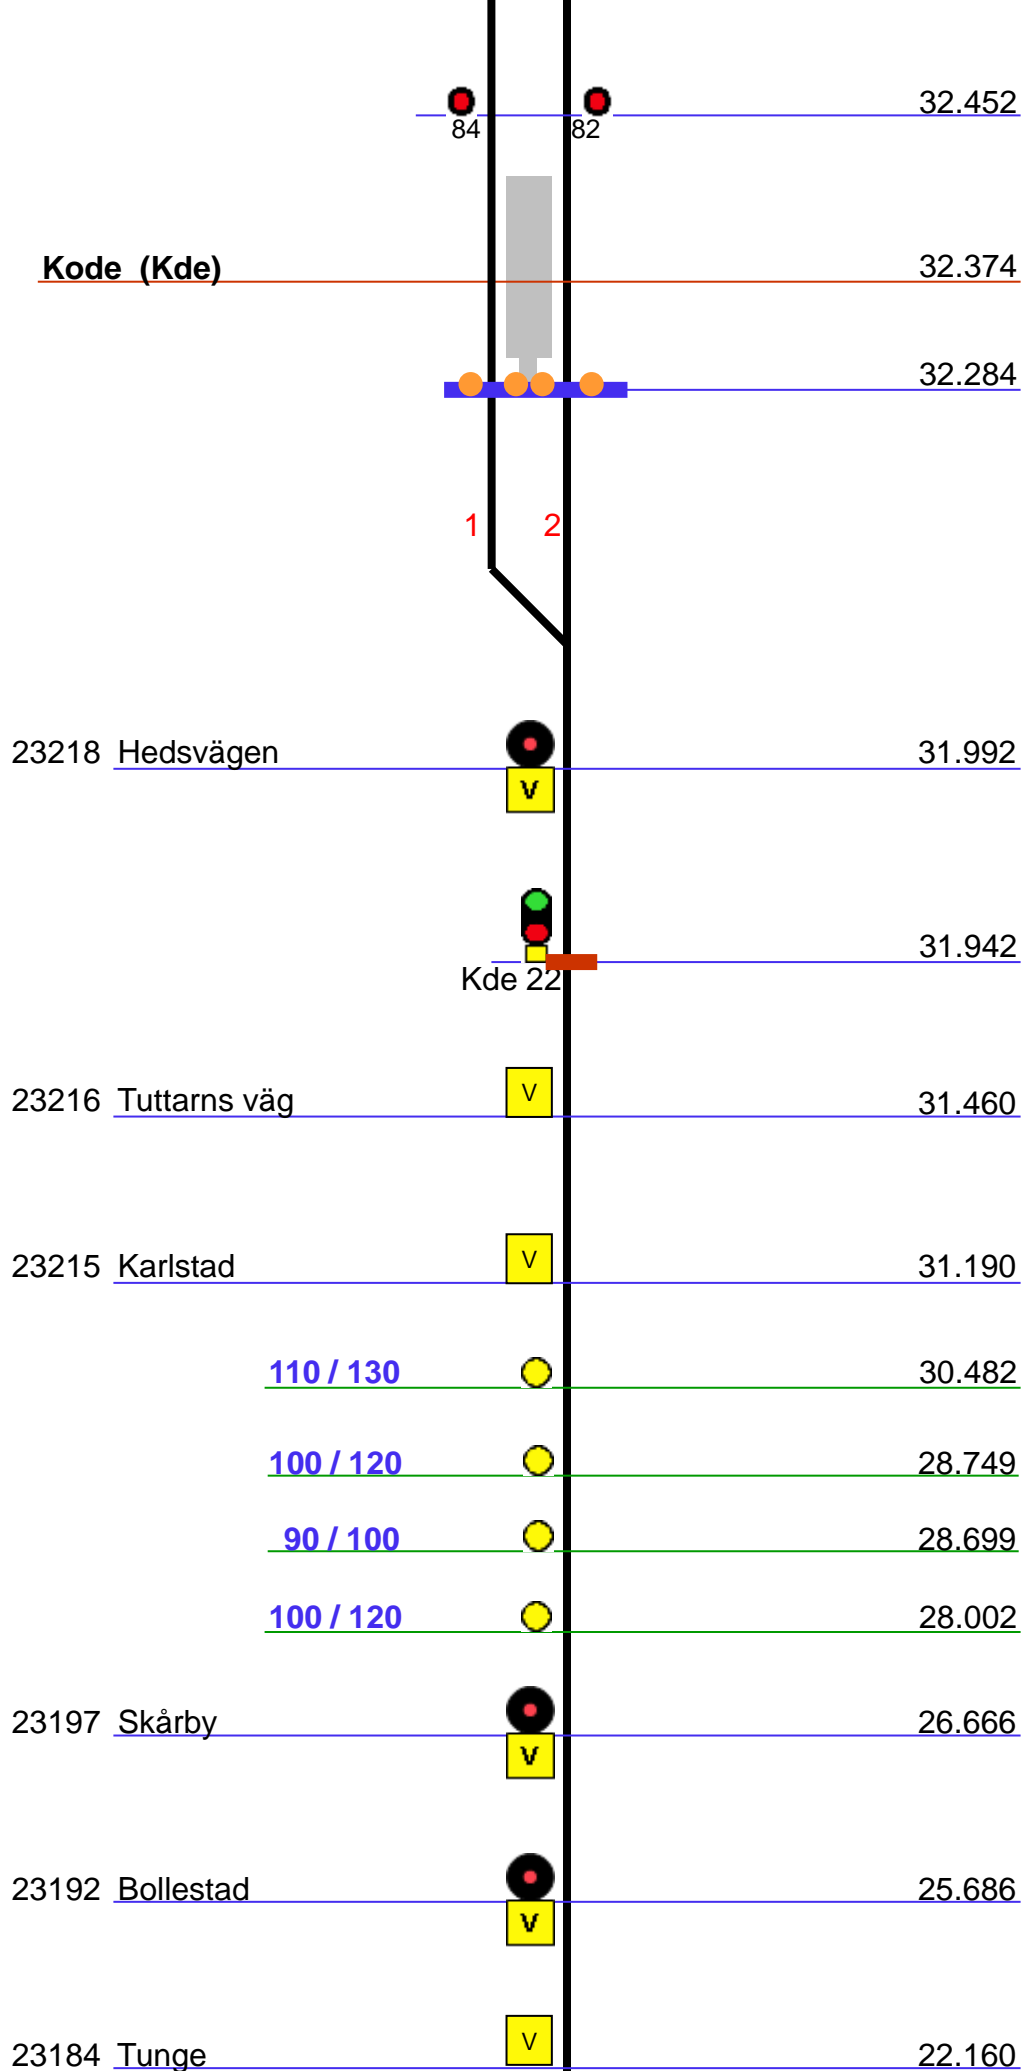 32.452
84 82
Kode (Kde) 32.374
32.284
1 2
23218 Hedsvägen 31.992
V
31.942
Kde 22
23216 Tuttarns väg V 31.460
23215 Karlstad V 31.190
110 / 130 30.482
100 / 120 28.749
90 / 100 28.699
100 / 120 28.002
23197 Skårby 26.666
V
23192 Bollestad 25.686
V
23184 Tunge V 22.160